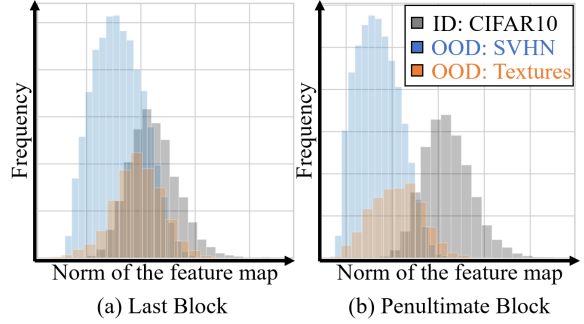 ID: CIFAR10
OOD: SVHN
OOD: Textures
Frequency
Norm of the feature map
(a) Last Block
Frequency
Norm of the feature map
(b) Penultimate Block